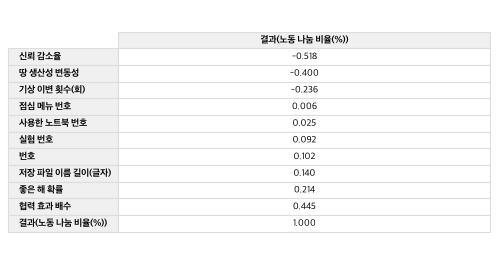 결과(노동 나눔 비율(%))
신뢰 감소율 -0.518
땅 생산성 변동성 -0.400
기상 이변 횟수(회) -0.236
점심 메뉴 번호 0.006
사용한 노트북 번호 0.025
실험 번호 0.092
번호 0.102
저장 파일 이름 길이(글자) 0.140
좋은 해 확률 0.214
협력 효과 배수 0.445
결과(노동 나눔 비율(%)) 1.000